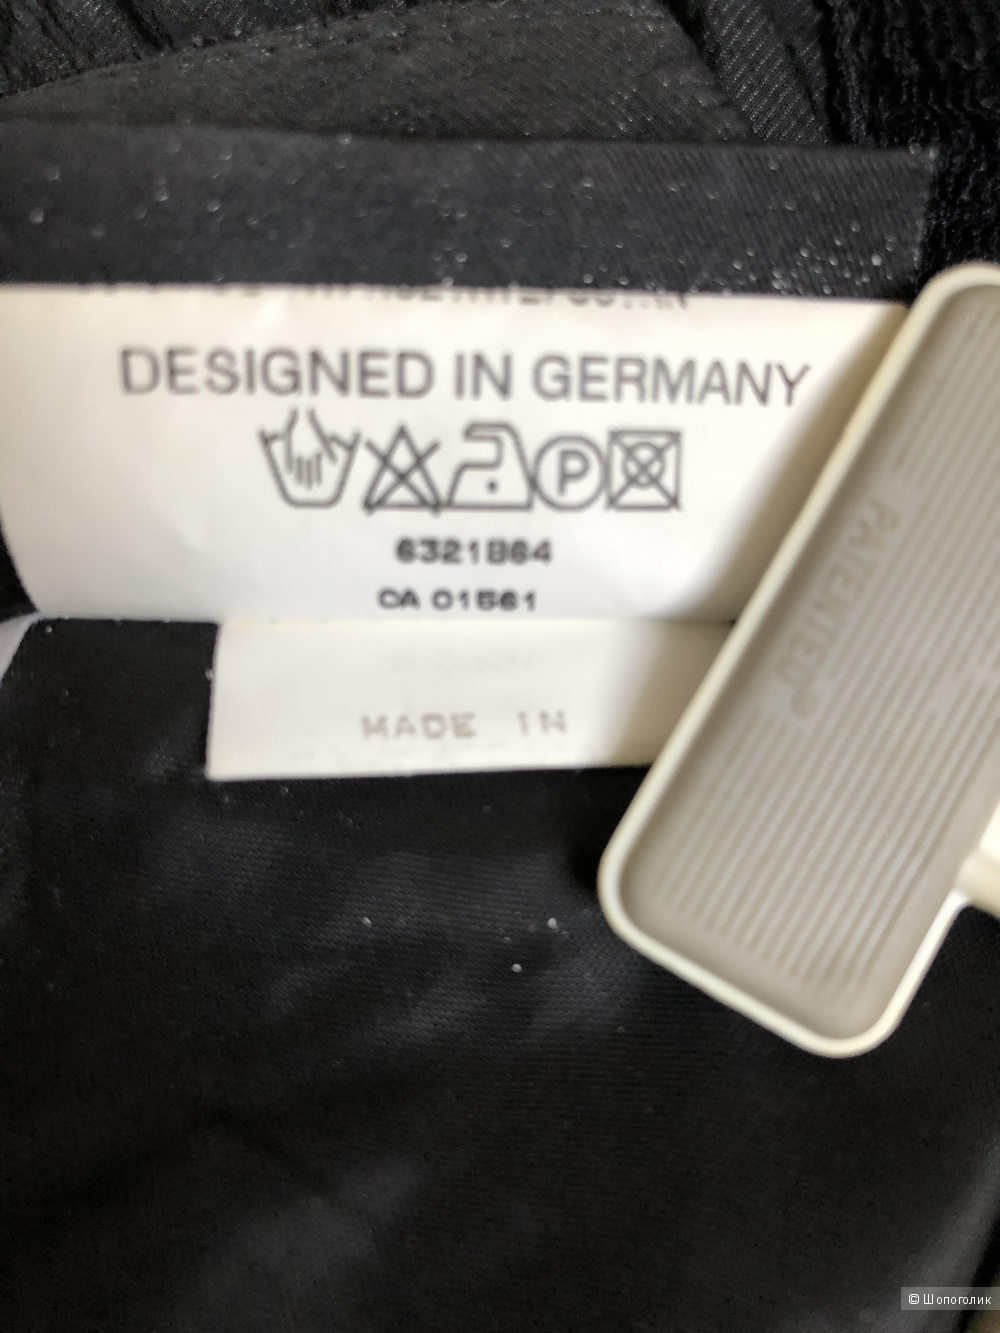 DESIGNED IN GERMANY
P
6321864
CA 01561
MADE IN
PATENTED
© Шопоголик